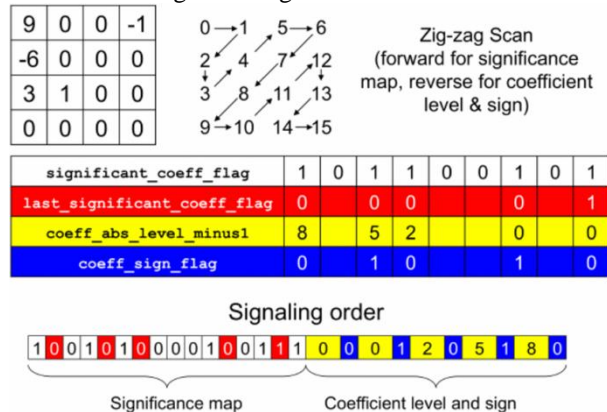 9 0 0 -1
-6 0 0 0
3 1 0 0
0 0 0 0
0 1 5 6
2 4 7 12
3 8 11 13
9 10 14 15
Zig-zag Scan
(forward for significance
map, reverse for coefficient
level & sign)
significant_coeff_flag 1 0 1 1 0 0 1 0 1
last_significant_coeff_flag 0 0 0 0 1
coeff_abs_level_minus1 8 5 2 0 0
coeff_sign_flag 0 1 0 1 0
Signaling order
1 0 0 1 0 1 0 0 0 0 1 0 0 1 1 1 0 0 0 1 2 0 5 1 8 0
Significance map Coefficient level and sign